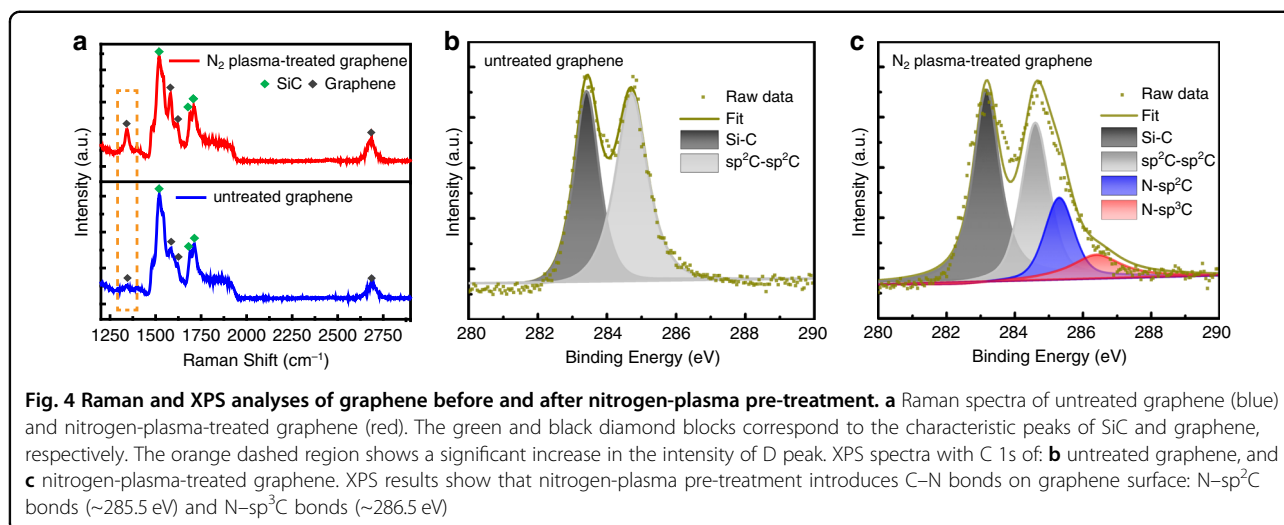 a
N₂ plasma-treated graphene
SiC Graphene
untreated graphene
Intensity (a.u.)
1250 1500 1750 2000 2250 2500 2750
Raman Shift (cm⁻¹)
b
untreated graphene
Raw data
Fit
Si-C
sp²C-sp²C
Intensity (a.u.)
280 282 284 286 288 290
Binding Energy (eV)
c
N₂ plasma-treated graphene
Raw data
Fit
Si-C
sp²C-sp²C
N-sp²C
N-sp³C
Intensity (a.u.)
280 282 284 286 288 290
Binding Energy (eV)
Fig. 4 Raman and XPS analyses of graphene before and after nitrogen-plasma pre-treatment. a Raman spectra of untreated graphene (blue)
and nitrogen-plasma-treated graphene (red). The green and black diamond blocks correspond to the characteristic peaks of SiC and graphene,
respectively. The orange dashed region shows a significant increase in the intensity of D peak. XPS spectra with C 1s of: b untreated graphene, and
c nitrogen-plasma-treated graphene. XPS results show that nitrogen-plasma pre-treatment introduces C–N bonds on graphene surface: N–sp²C
bonds (~285.5 eV) and N–sp³C bonds (~286.5 eV)